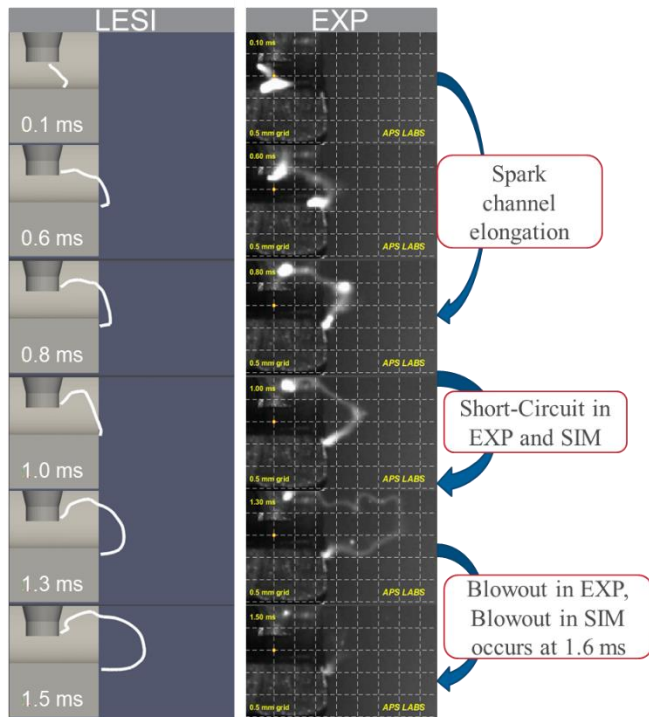 LESI
EXP
0.1 ms
0.10 ms
0.5 mm grid
APS LABS
0.6 ms
0.60 ms
0.5 mm grid
APS LABS
Spark
channel
elongation
0.8 ms
0.80 ms
0.5 mm grid
APS LABS
1.0 ms
1.00 ms
0.5 mm grid
APS LABS
Short-Circuit in
EXP and SIM
1.3 ms
1.30 ms
0.5 mm grid
APS LABS
1.5 ms
1.50 ms
0.5 mm grid
APS LABS
Blowout in EXP,
Blowout in SIM
occurs at 1.6 ms